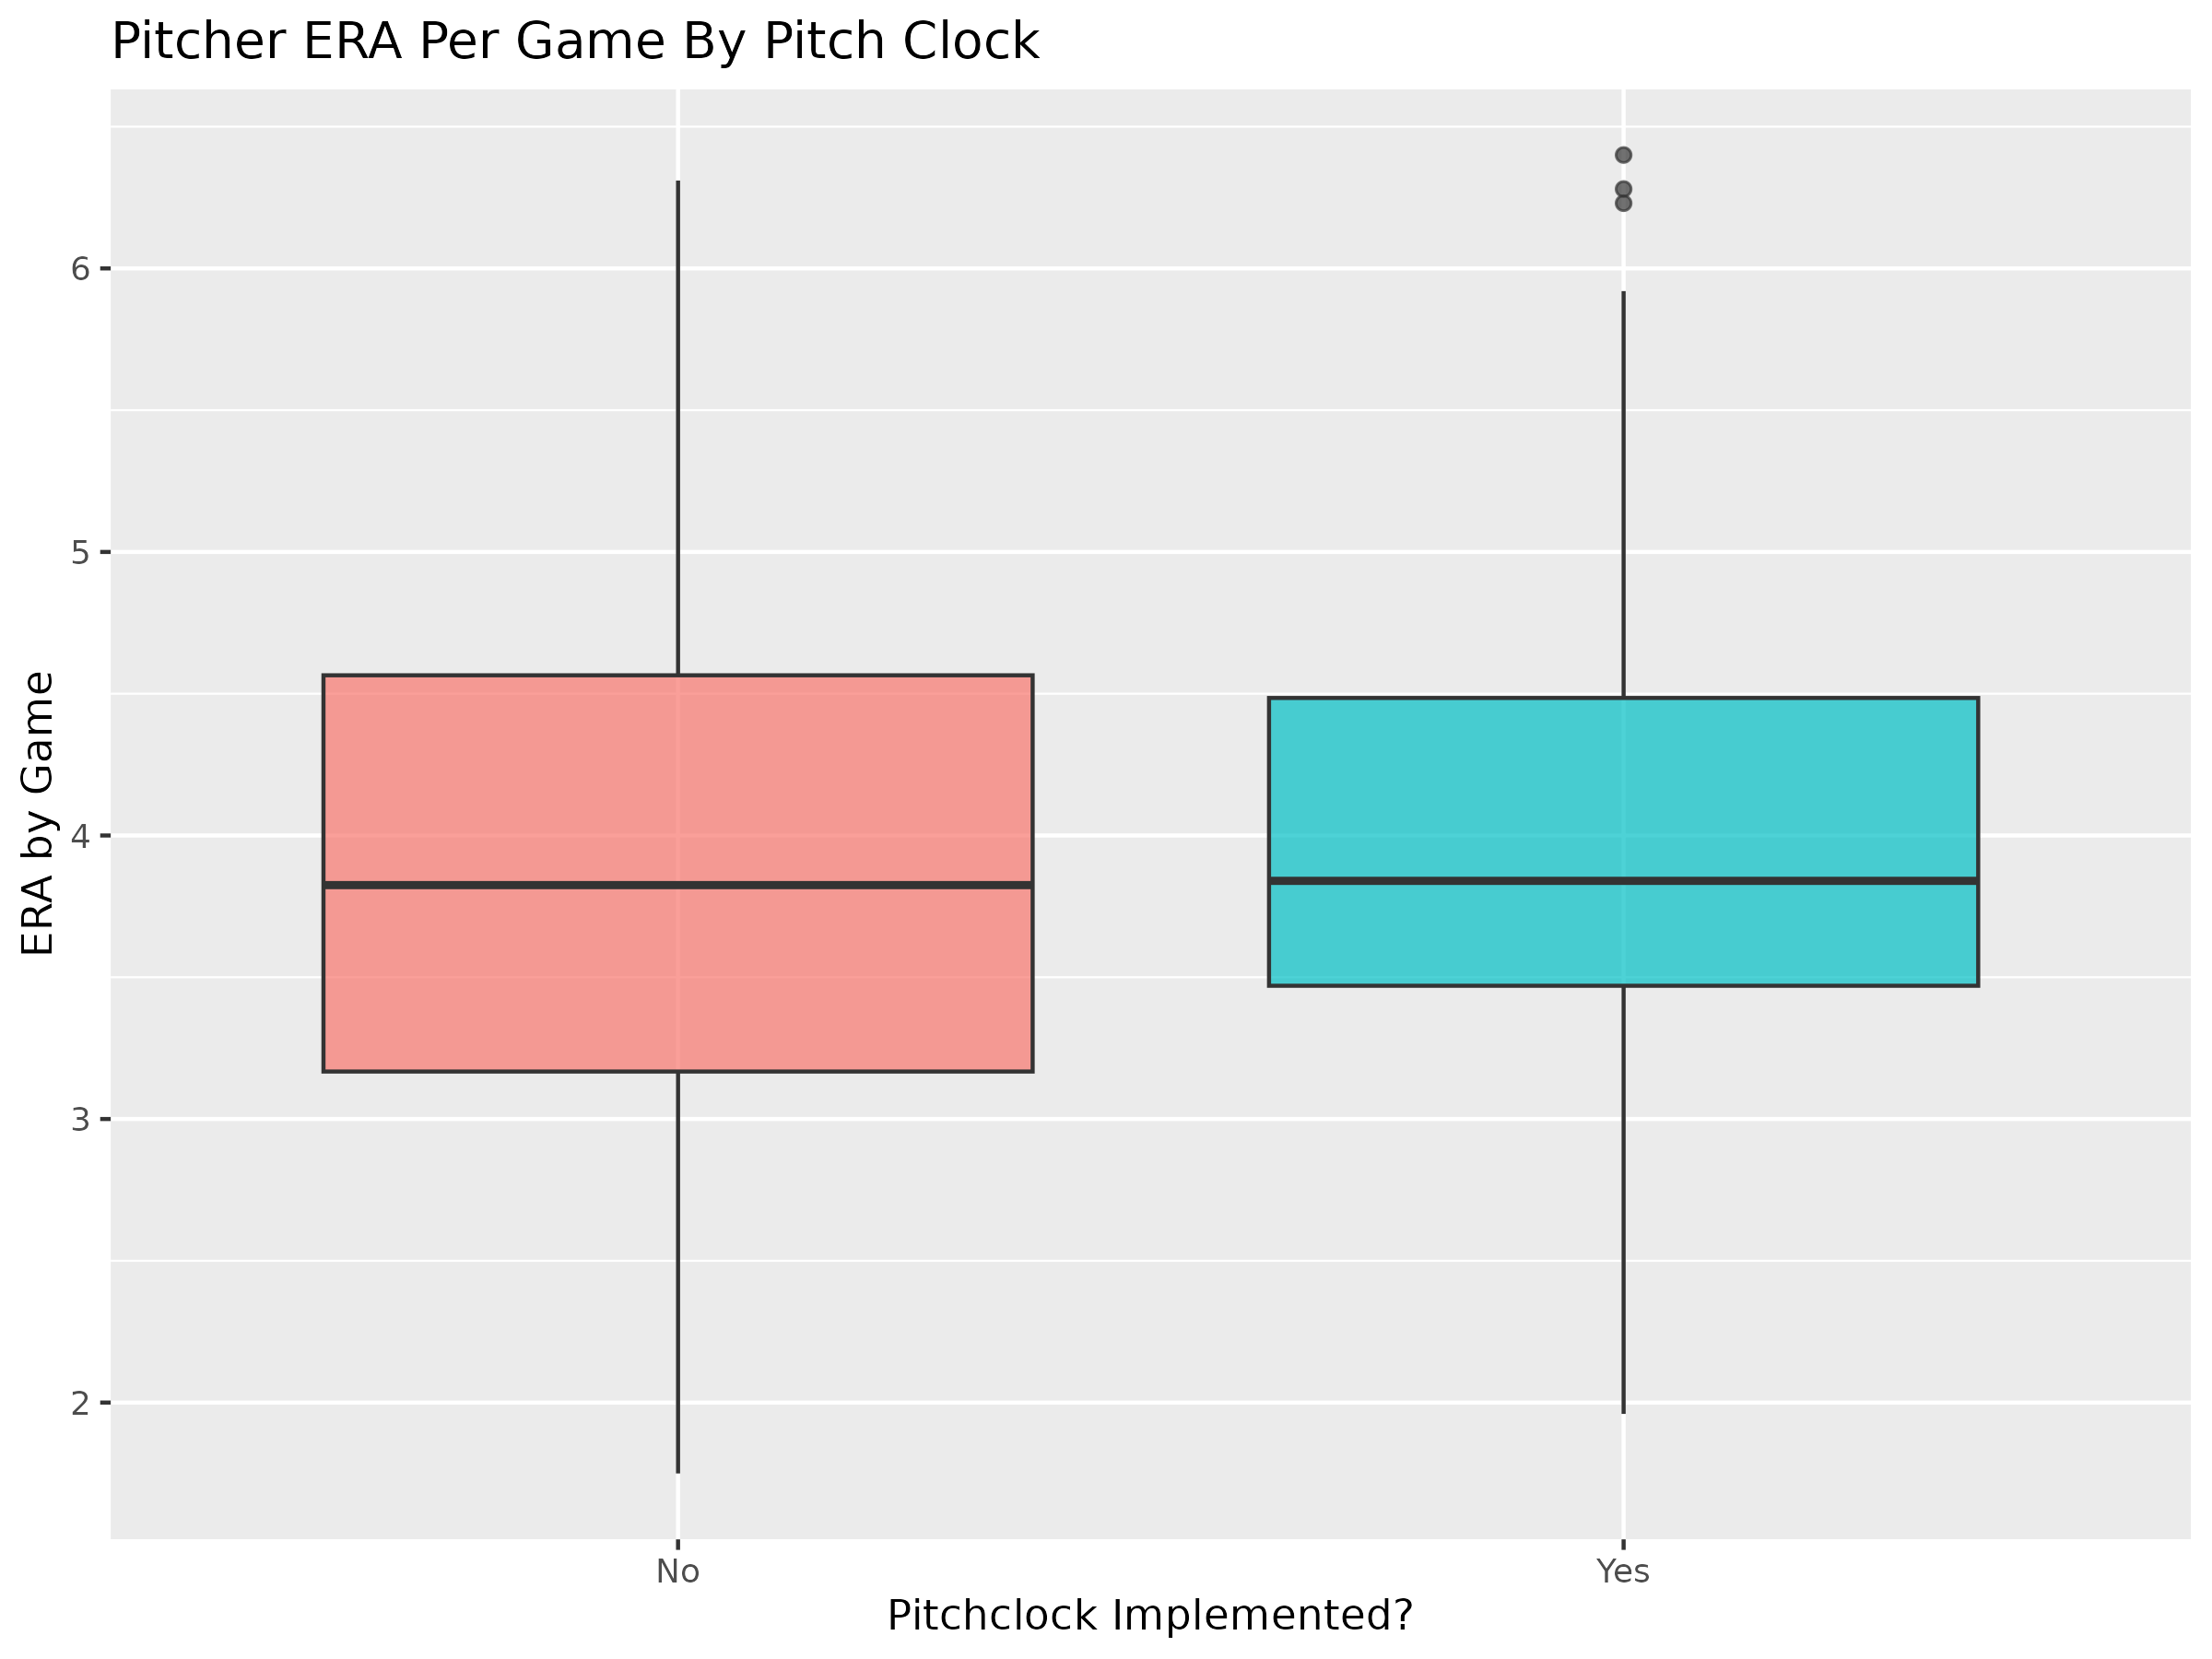 Pitcher ERA Per Game By Pitch Clock
ERA by Game
6
5
4
3
2
No
Yes
Pitchclock Implemented?